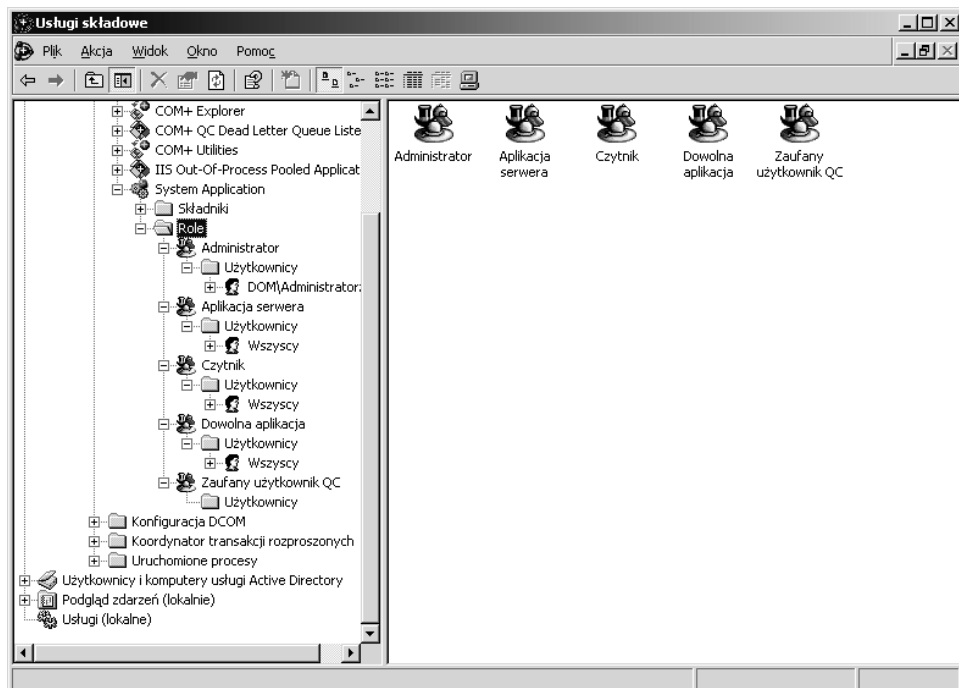 Usługi składowe
Plik Akcja Widok Okno Pomoc
COM+ Explorer
COM+ QC Dead Letter Queue Liste
COM+ Utilities
IIS Out-Of-Process Pooled Applicat
System Application
Składniki
Role
Administrator
Użytkownicy
DOM\Administratorz
Aplikacja serwera
Użytkownicy
Wszyscy
Czytnik
Użytkownicy
Wszyscy
Dowolna aplikacja
Użytkownicy
Wszyscy
Zaufany użytkownik QC
Użytkownicy
Konfiguracja DCOM
Koordynator transakcji rozproszonych
Uruchomione procesy
Użytkownicy i komputery usługi Active Directory
Podgląd zdarzeń (lokalnie)
Usługi (lokalne)
Administrator
Aplikacja
serwera
Czytnik
Dowolna
aplikacja
Zaufany
użytkownik QC